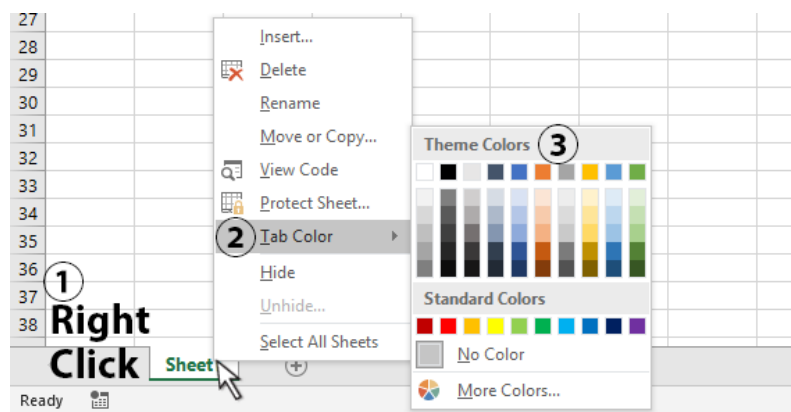 27
28
29
30
31
32
33
34
35
36
37
38
1
Right
Click
Sheet
Ready
Insert...
Delete
Rename
Move or Copy...
View Code
Protect Sheet...
2 Tab Color
Hide
Unhide...
Select All Sheets
Theme Colors 3
Standard Colors
No Color
More Colors...